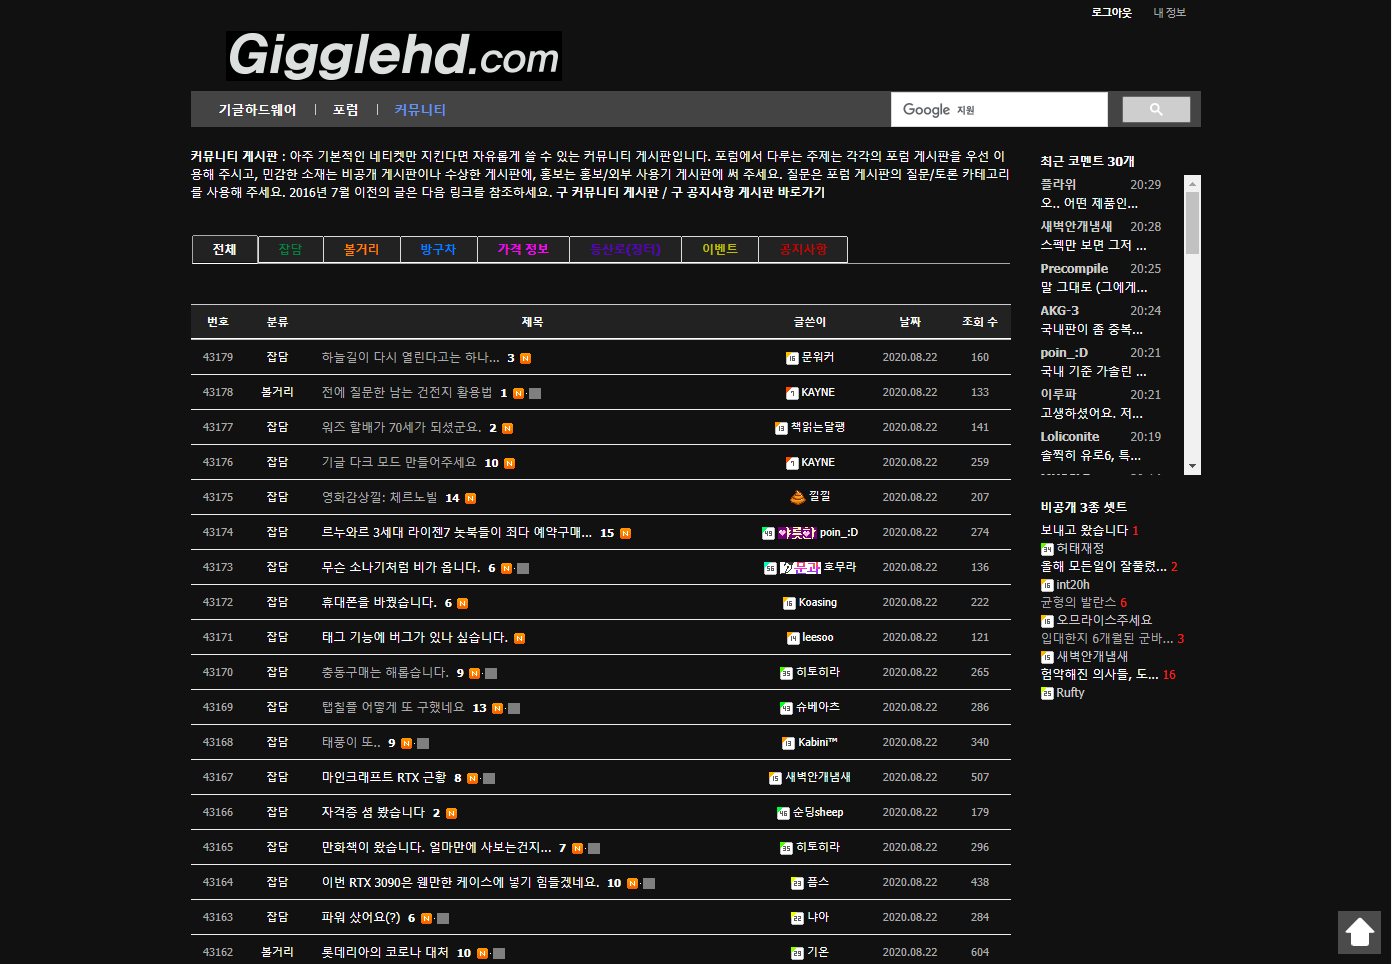 로그아웃 내 정보
Gigglehd.com
기글하드웨어 | 포럼 | 커뮤니티
Google 지원
커뮤니티 게시판 : 아주 기본적인 네티켓만 지킨다면 자유롭게 쓸 수 있는 커뮤니티 게시판입니다. 포럼에서 다루는 주제는 각각의 포럼 게시판을 우선 이
용해 주시고, 민감한 소재는 비공개 게시판이나 수상한 게시판에, 홍보는 홍보/외부 사용기 게시판에 써 주세요. 질문은 포럼 게시판의 질문/토론 카테고리
를 사용해 주세요. 2016년 7월 이전의 글은 다음 링크를 참조하세요. 구 커뮤니티 게시판 / 구 공지사항 게시판 바로가기
전체 잡담 볼거리 방구차 가격 정보 등산로(장터) 이벤트 공지사항
번호 분류 제목 글쓴이 날짜 조회 수
43179 잡담 하늘길이 다시 열린다고는 하나... 3 N 16 문워커 2020.08.22 160
43178 볼거리 전에 질문한 남는 건전지 활용법 1 N 7 KAYNE 2020.08.22 133
43177 잡담 워즈 할배가 70세가 되셨군요. 2 N 13 책읽는달팽 2020.08.22 141
43176 잡담 기글 다크 모드 만들어주세요 10 N 7 KAYNE 2020.08.22 259
43175 잡담 영화감상낄: 체르노빌 14 N 낄낄 2020.08.22 207
43174 잡담 르누와르 3세대 라이젠7 놋북들이 죄다 예약구매... 15 N 49 poin_:D 2020.08.22 274
43173 잡담 무슨 소나기처럼 비가 옵니다. 6 N 56 문과 호무라 2020.08.22 136
43172 잡담 휴대폰을 바꿨습니다. 6 N 16 Koasing 2020.08.22 222
43171 잡담 태그 기능에 버그가 있나 싶습니다. N 14 leesoo 2020.08.22 121
43170 잡담 충동구매는 해롭습니다. 9 N 35 히토히라 2020.08.22 265
43169 잡담 탭칠플 어떻게 또 구했네요 13 N 43 슈베아츠 2020.08.22 286
43168 잡담 태풍이 또.. 9 N 13 Kabini™ 2020.08.22 340
43167 잡담 마인크래프트 RTX 근황 8 N 15 새벽안개냄새 2020.08.22 507
43166 잡담 자격증 셤 봤습니다 2 N 46 순딩sheep 2020.08.22 179
43165 잡담 만화책이 왔습니다. 얼마만에 사보는건지... 7 N 35 히토히라 2020.08.22 296
43164 잡담 이번 RTX 3090은 웬만한 케이스에 넣기 힘들겠네요. 10 N 23 픔스 2020.08.22 438
43163 잡담 파워 샀어요(?) 6 N 22 냐아 2020.08.22 284
43162 볼거리 롯데리아의 코로나 대처 10 N 29 기온 2020.08.22 604
최근 코멘트 30개
플라위 20:29
오.. 어떤 제품인...
새벽안개냄새 20:28
스펙만 보면 그저 ...
Precompile 20:25
말 그대로 (그에게...
AKG-3 20:24
국내판이 좀 중복...
poin_:D 20:21
국내 기준 가솔린 ...
이루파 20:21
고생하셨어요. 저...
Loliconite 20:19
솔찍히 유로6, 특...
비공개 3종 셋트
보내고 왔습니다 1
34 허태재정
올해 모든일이 잘풀렸... 2
16 int20h
균형의 발란스 6
16 오므라이스주세요
입대한지 6개월된 군바... 3
15 새벽안개냄새
험악해진 의사들, 도... 16
25 Rufty